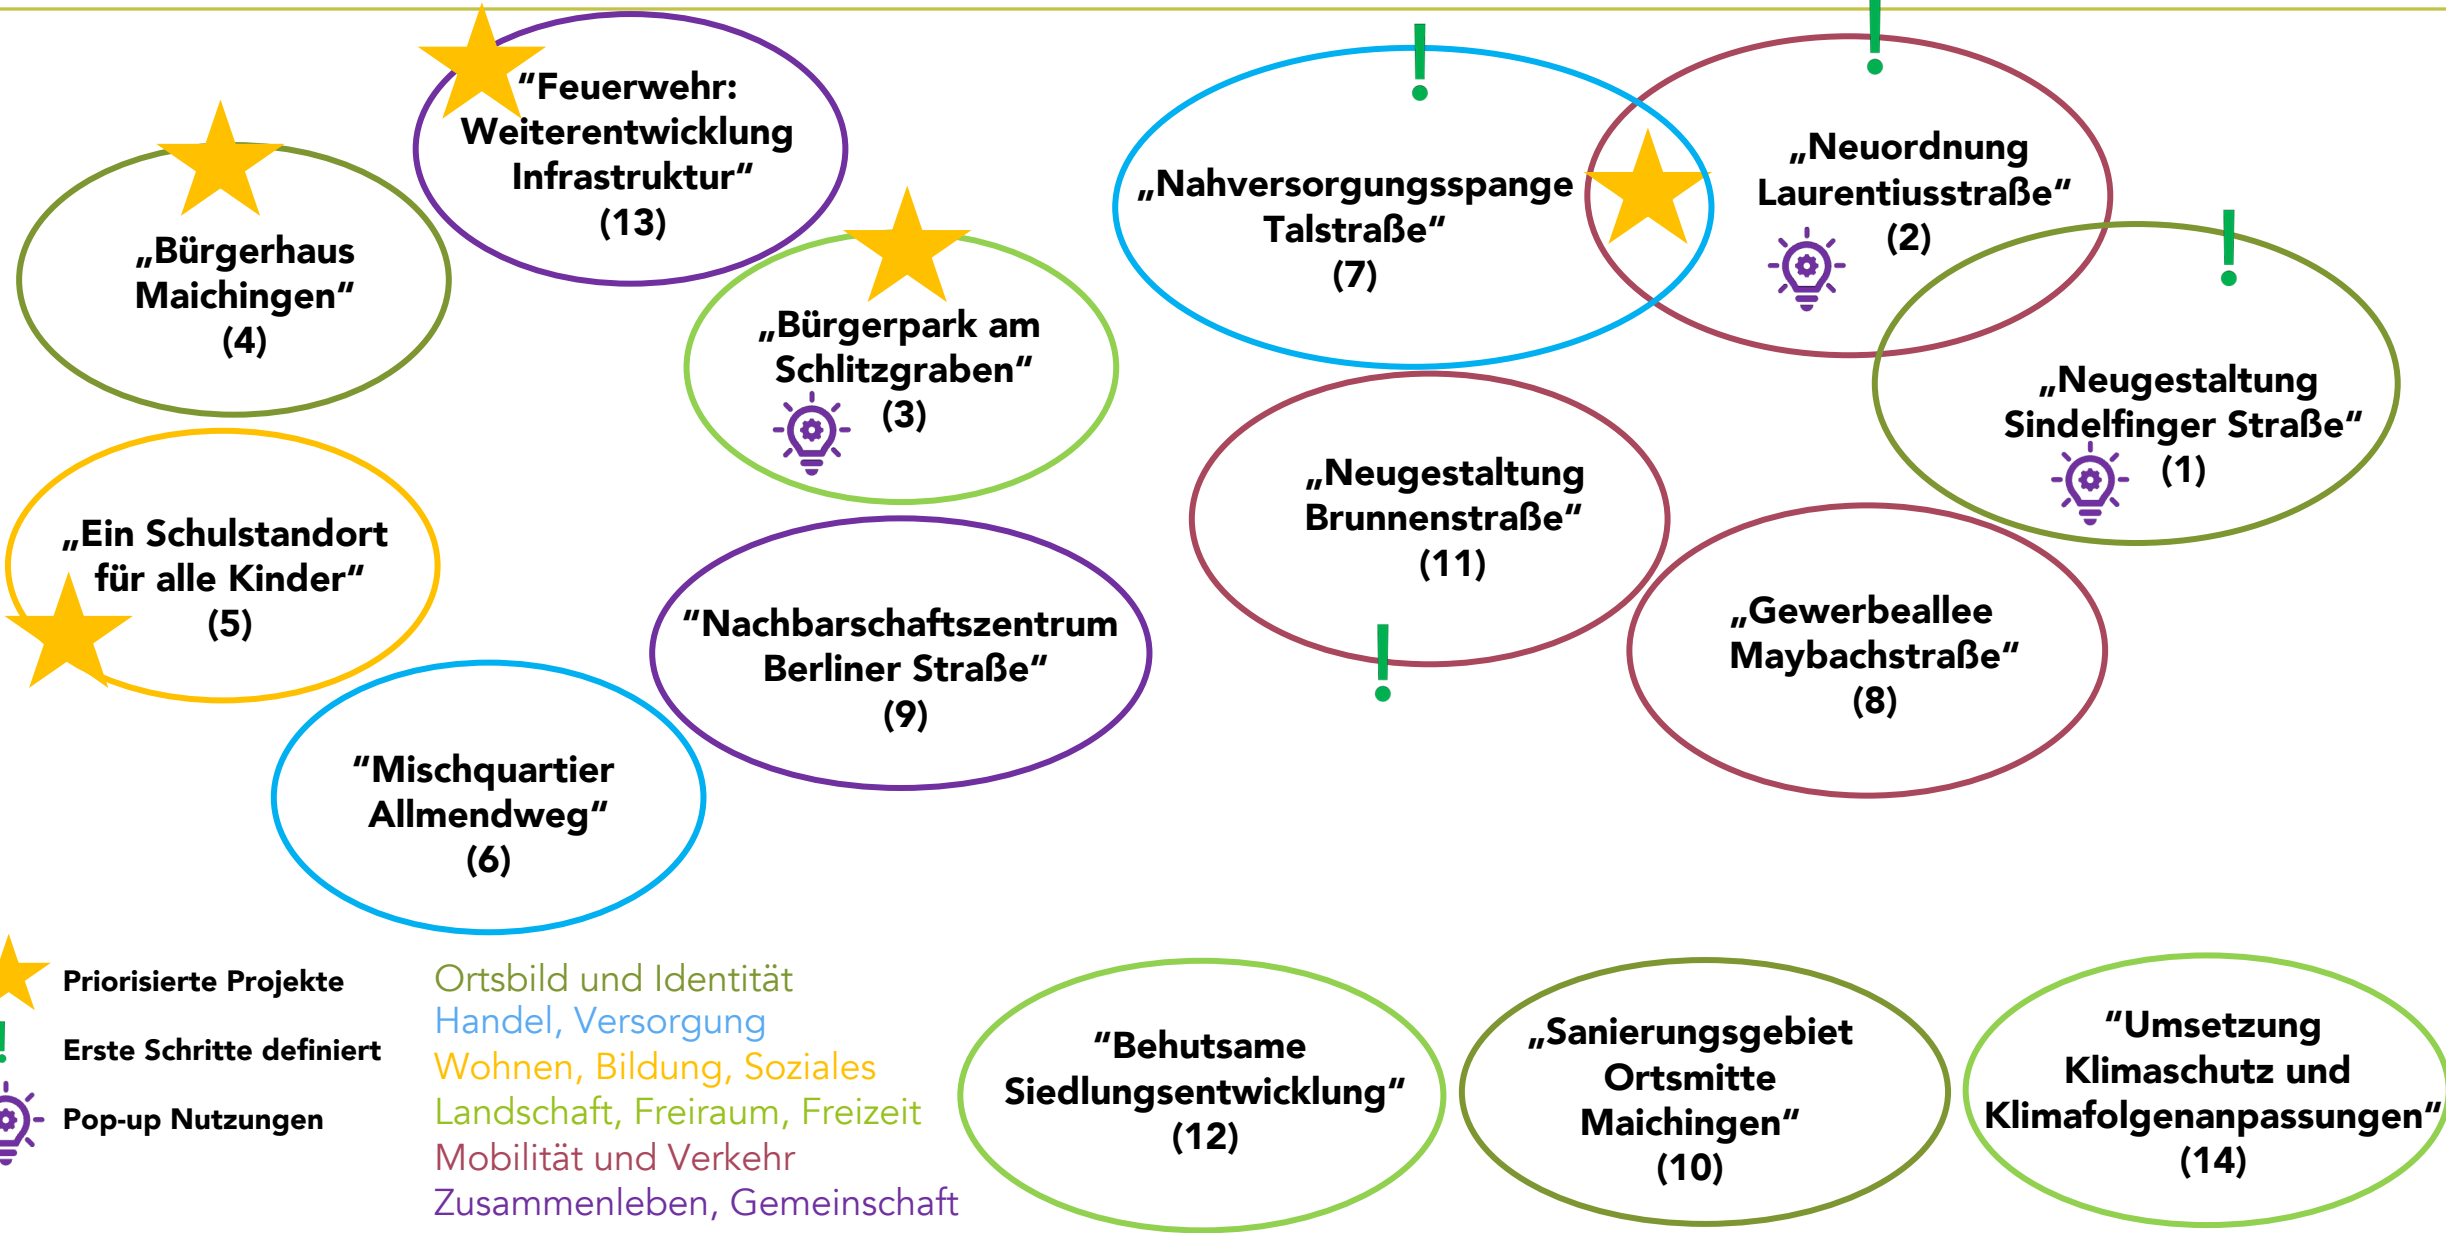 “Feuerwehr:
Weiterentwicklung
Infrastruktur“
(13)
„Bürgerhaus
Maichingen“
(4)
„Bürgerpark am
Schlitzgraben“
(3)
„Nahversorgungsspange
Talstraße“
(7)
„Neuordnung
Laurentiusstraße“
(2)
„Neugestaltung
Sindelfinger Straße“
(1)
„Ein Schulstandort
für alle Kinder“
(5)
“Nachbarschaftszentrum
Berliner Straße“
(9)
„Neugestaltung
Brunnenstraße“
(11)
„Gewerbeallee
Maybachstraße“
(8)
“Mischquartier
Allmendweg“
(6)
Priorisierte Projekte
Erste Schritte definiert
Pop-up Nutzungen
Ortsbild und Identität
Handel, Versorgung
Wohnen, Bildung, Soziales
Landschaft, Freiraum, Freizeit
Mobilität und Verkehr
Zusammenleben, Gemeinschaft
“Behutsame
Siedlungsentwicklung“
(12)
„Sanierungsgebiet
Ortsmitte
Maichingen“
(10)
“Umsetzung
Klimaschutz und
Klimafolgenanpassungen“
(14)